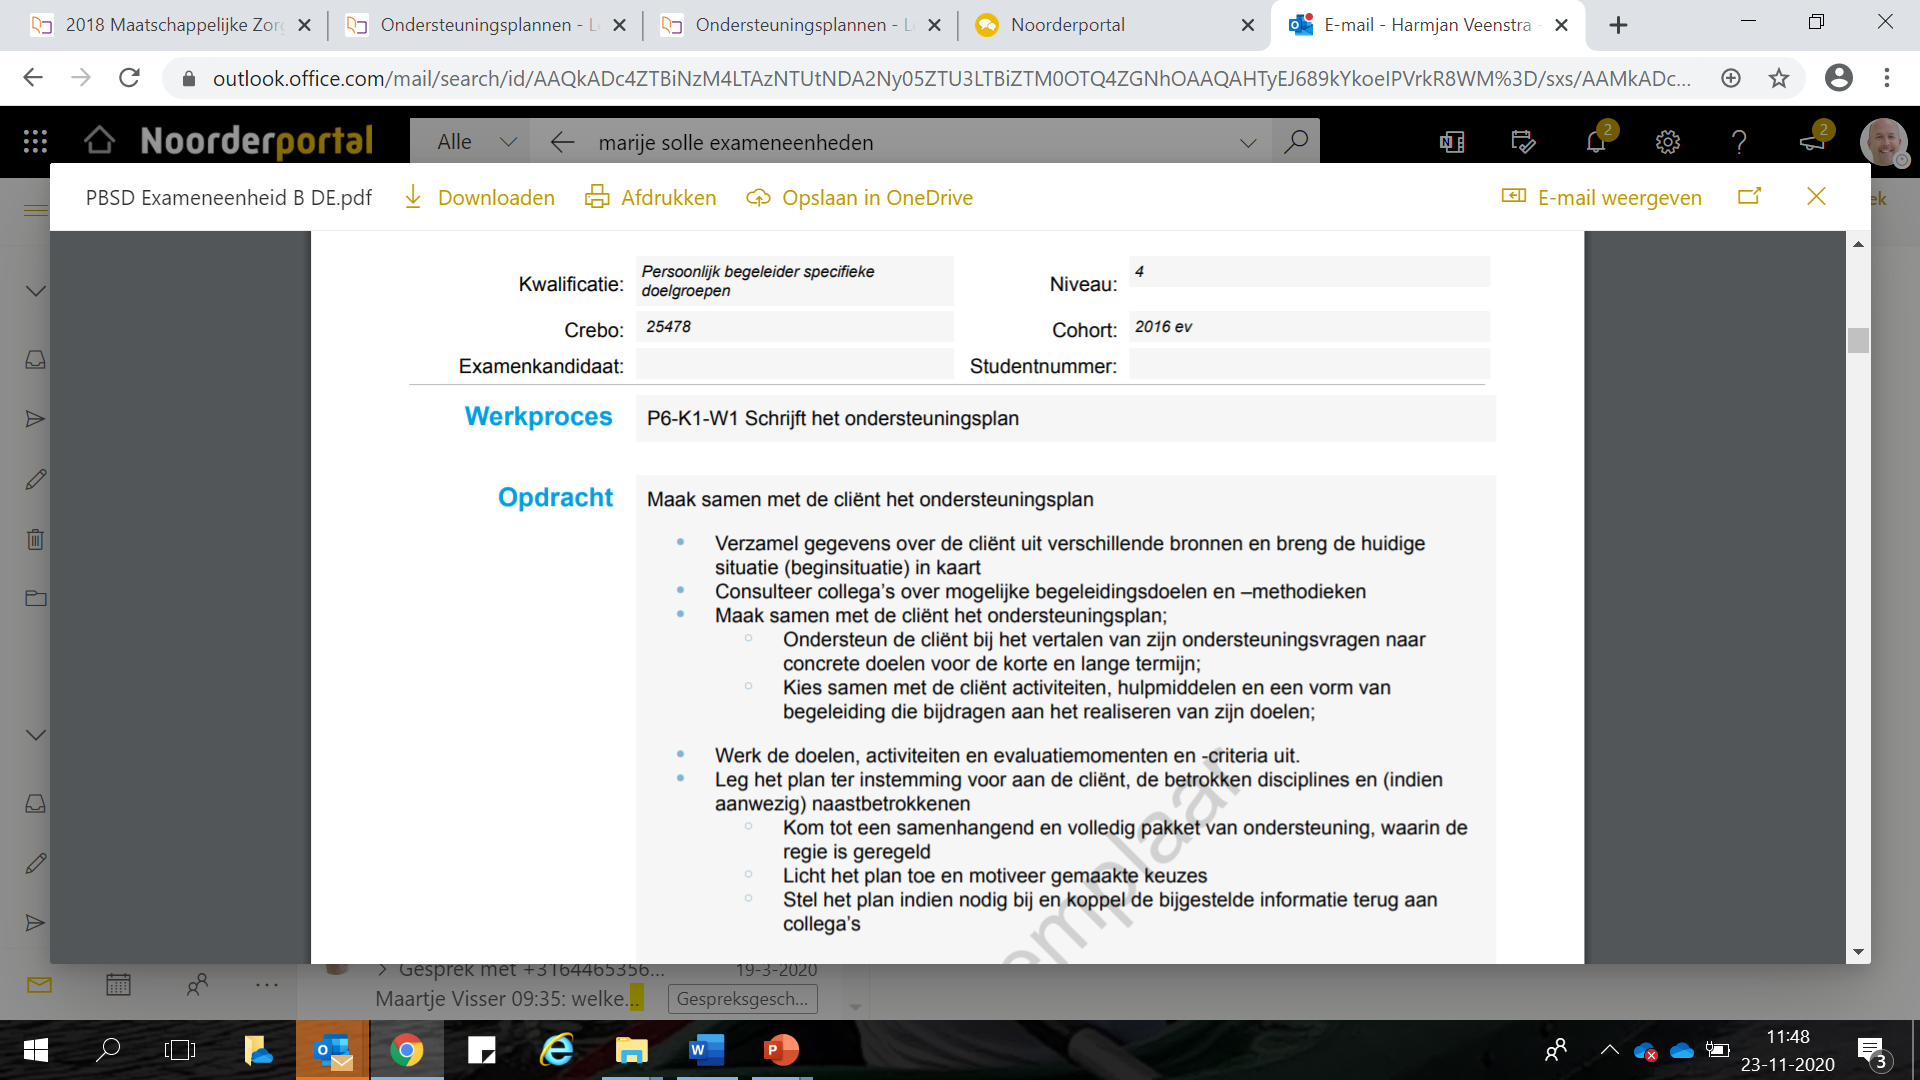 2018 Maatschappelijke Zorg
Ondersteuningsplannen - L
Ondersteuningsplannen - L
Noorderportal
E-mail - Harmjan Veenstra -
outlook.office.com/mail/search/id/AAQkADc4ZTBiNzM4LTAzNTUtNDA2Ny05ZTU3LTBiZTM0OTQ4ZGNhOAAQAHTyEJ689kYkoeIPVrkR8WM%3D/sxs/AAMkADc...
Noorderportal
Alle
marije solle exameneenheden
2
2
PBSD Exameneenheid B DE.pdf
Downloaden
Afdrukken
Opslaan in OneDrive
E-mail weergeven
ek
Kwalificatie: Persoonlijk begeleider specifieke
doelgroepen
Niveau: 4
Crebo: 25478
Cohort: 2016 ev
Examenkandidaat:
Studentnummer:
Werkproces
P6-K1-W1 Schrijft het ondersteuningsplan
Opdracht
Maak samen met de cliënt het ondersteuningsplan
• Verzamel gegevens over de cliënt uit verschillende bronnen en breng de huidige
situatie (beginsituatie) in kaart
• Consulteer collega's over mogelijke begeleidingsdoelen en –methodieken
• Maak samen met de cliënt het ondersteuningsplan;
○ Ondersteun de cliënt bij het vertalen van zijn ondersteuningsvragen naar
concrete doelen voor de korte en lange termijn;
○ Kies samen met de cliënt activiteiten, hulpmiddelen en een vorm van
begeleiding die bijdragen aan het realiseren van zijn doelen;
• Werk de doelen, activiteiten en evaluatiemomenten en -criteria uit.
• Leg het plan ter instemming voor aan de cliënt, de betrokken disciplines en (indien
aanwezig) naastbetrokkenen
○ Kom tot een samenhangend en volledig pakket van ondersteuning, waarin de
regie is geregeld
○ Licht het plan toe en motiveer gemaakte keuzes
○ Stel het plan indien nodig bij en koppel de bijgestelde informatie terug aan
collega's
emplaar
Gesprek met +3164465356...
19-3-2020
Maartje Visser 09:35: welke...
Gespreksgesch...
11:48
23-11-2020
3